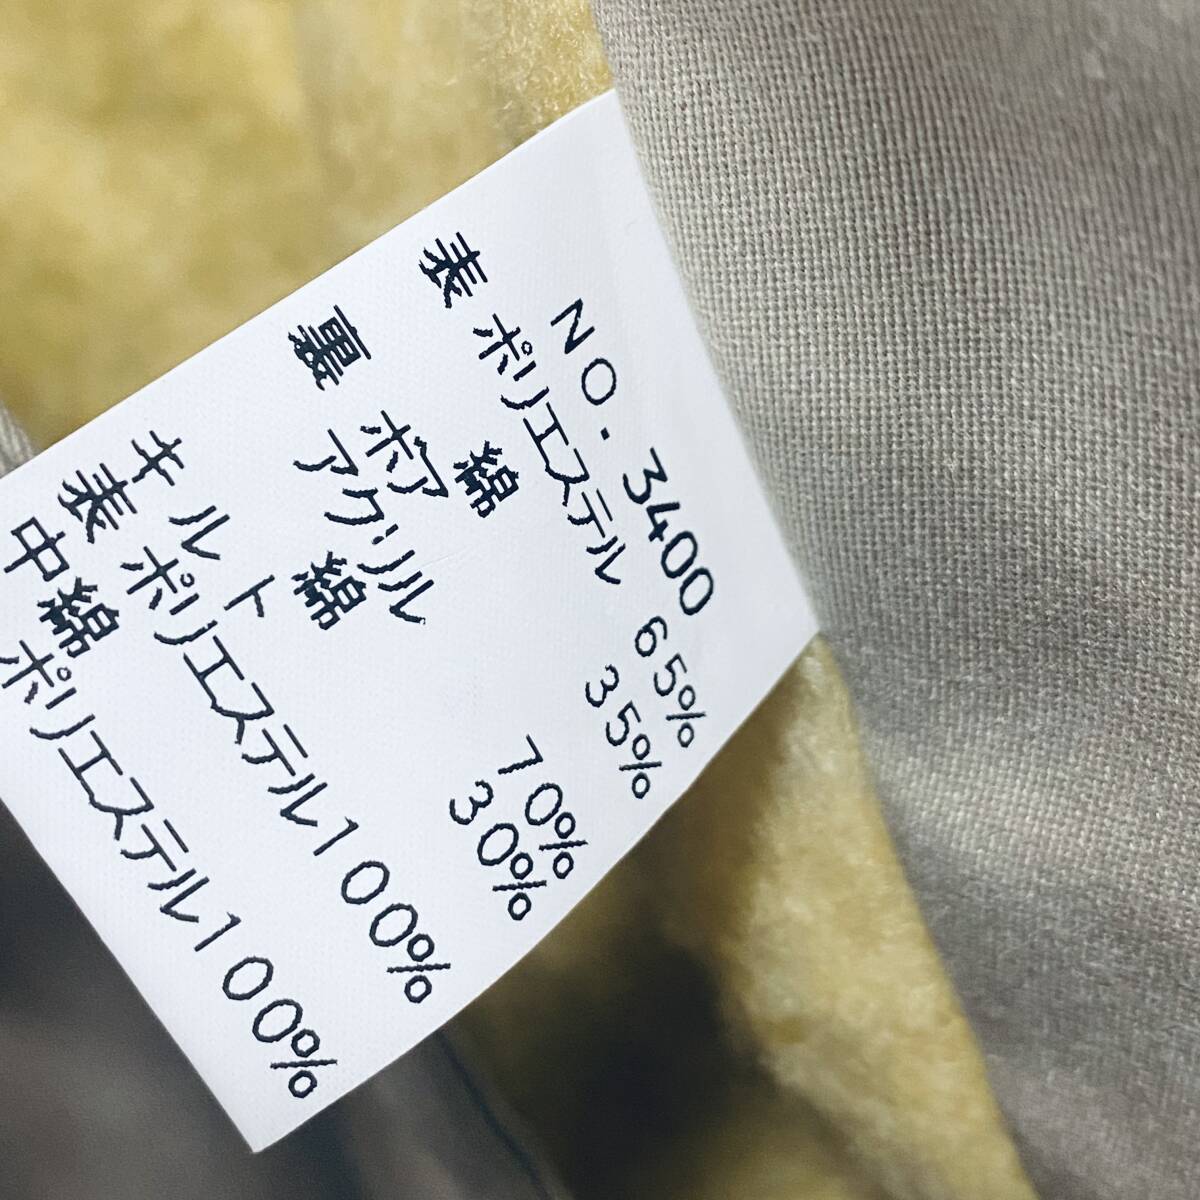 NO. 3400
表 ポリエステル 65%
綿 35%
裏 ボア
アクリル 70%
綿 30%
キルト
表 ポリエステル100%
中綿
ポリエステル100%